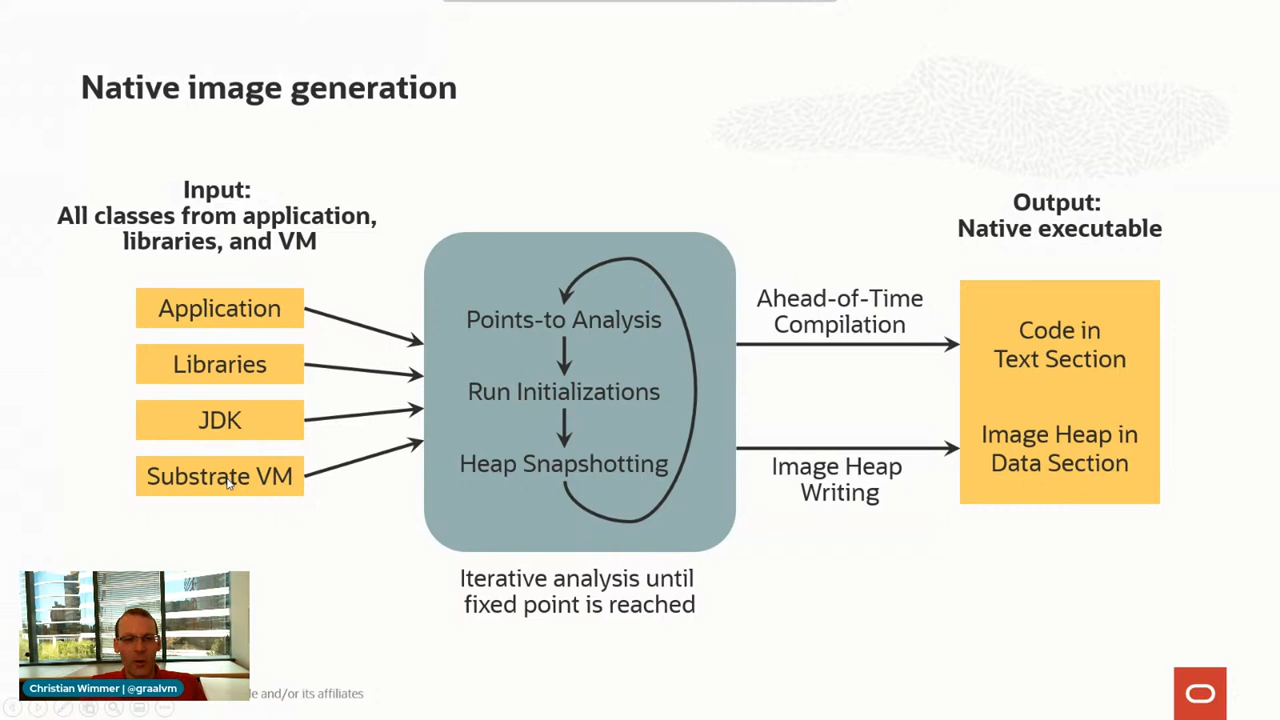 Native image generation
Input:
All classes from application,
libraries, and VM
Application
Libraries
JDK
Substrate VM
Points-to Analysis
Run Initializations
Heap Snapshotting
Iterative analysis until
fixed point is reached
Ahead-of-Time
Compilation
Image Heap
Writing
Output:
Native executable
Code in
Text Section
Image Heap in
Data Section
Christian Wimmer | @graalvm
and/or its affiliates